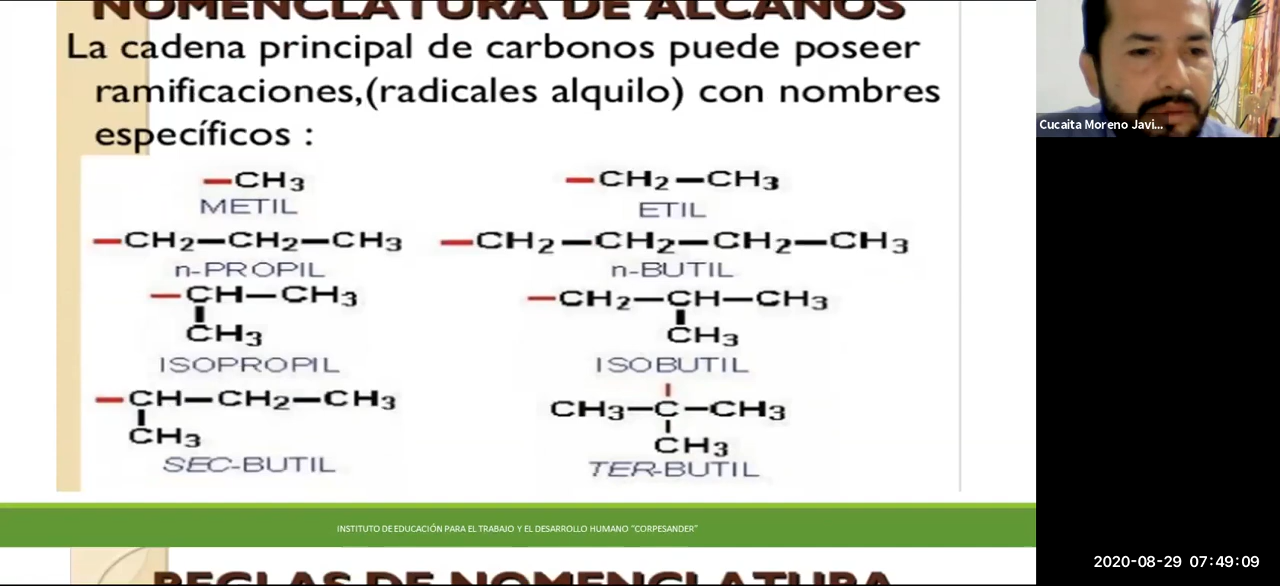 NOMENCLATURA DE ALCANOS
La cadena principal de carbonos puede poseer
ramificaciones,(radicales alquilo) con nombres
específicos :
—CH3
METIL
—CH2—CH3
ETIL
—CH2—CH2—CH3
n-PROPIL
—CH2—CH2—CH2—CH3
n-BUTIL
—CH—CH3
CH3
ISOPROPIL
—CH2—CH—CH3
CH3
ISOBUTIL
—CH—CH2—CH3
CH3
SEC-BUTIL
CH3—C—CH3
CH3
TER-BUTIL
INSTITUTO DE EDUCACIÓN PARA EL TRABAJO Y EL DESARROLLO HUMANO "CORPESANDER"
REGLAS DE NOMENCLATURA
Cucaita Moreno Javi...
2020-08-29 07:49:09